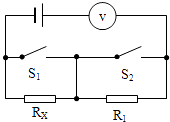 V
S₁ S₂
Rₓ R₁